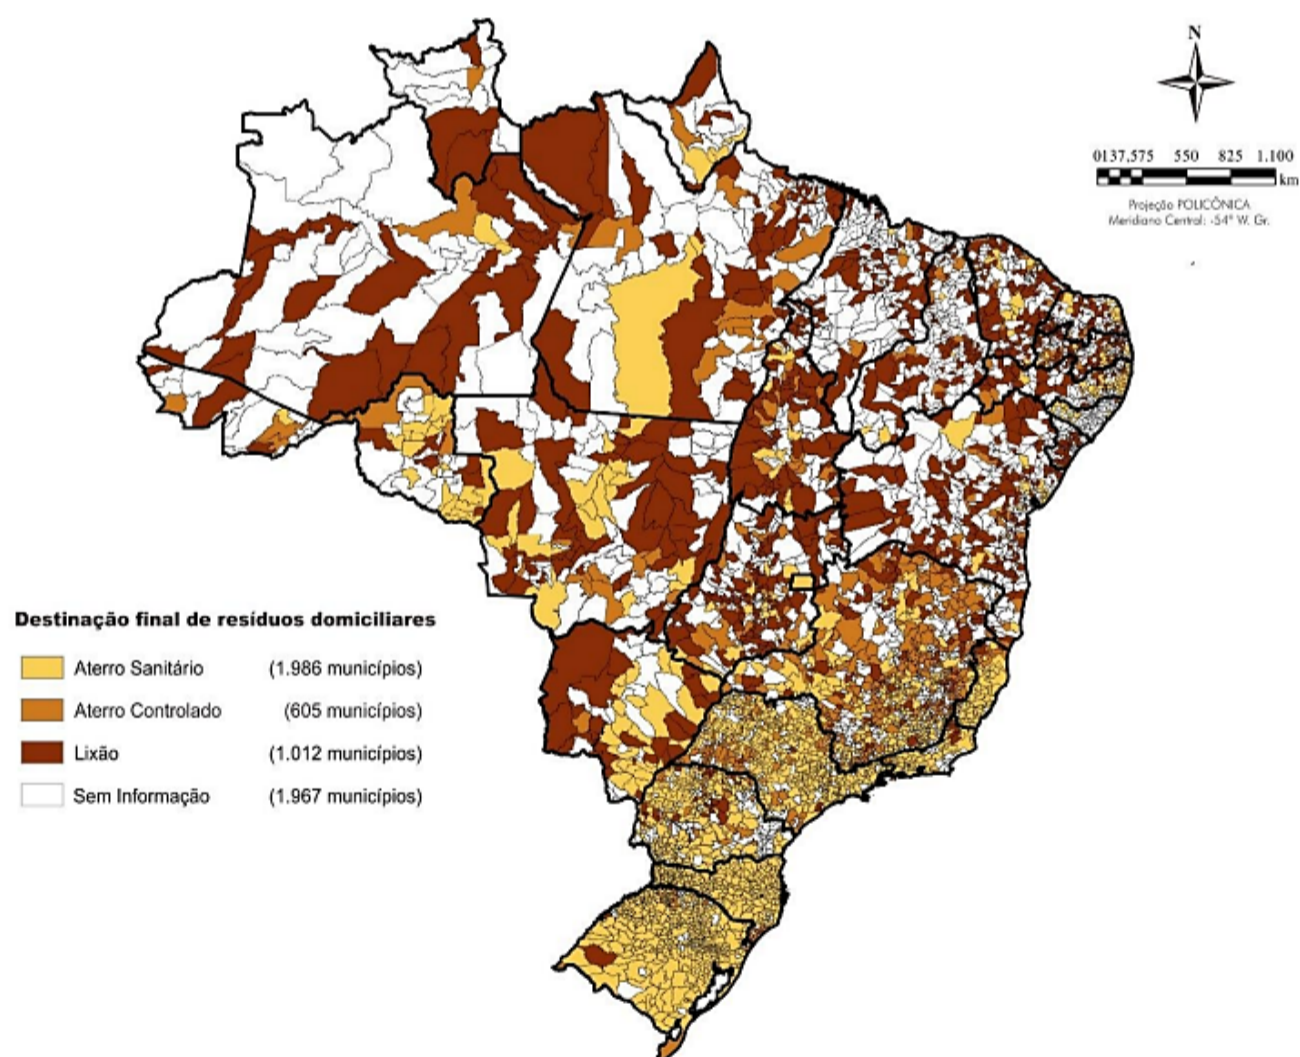 N
0137.575 550 825 1.100
km
Projeção POLICÔNICA
Meridiano Central: -54º W. Gr.
Destinação final de resíduos domiciliares
Aterro Sanitário (1.986 municípios)
Aterro Controlado (605 municípios)
Lixão (1.012 municípios)
Sem Informação (1.967 municípios)